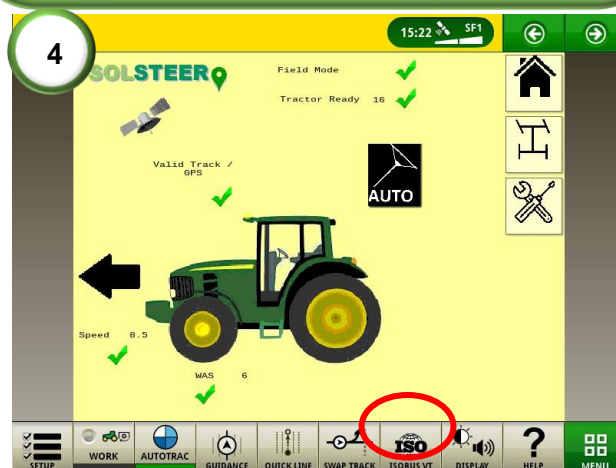 4
15:22 SF1
SOLSTEER
Field Mode
Tractor Ready 16
Valid Track /
GPS
AUTO
Speed 8.5
WAS 6
SETUP
WORK
AUTOTRAC
GUIDANCE
QUICK LINE
SWAP TRACK
ISO
ISOBUS VT
DISPLAY
?
HELP
MENU